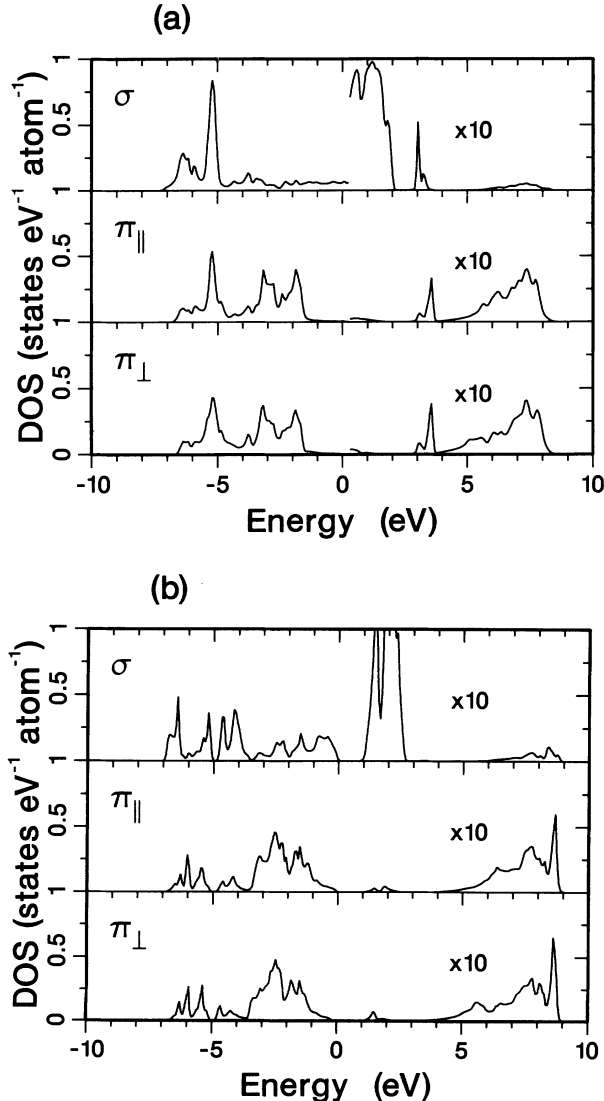 (a)
DOS (states eV⁻¹ atom⁻¹)
1
0.5
σ
x10
1
0.5
π∥
x10
1
0.5
π⊥
x10
0
-10 -5 0 5 10
Energy (eV)
(b)
DOS (states eV⁻¹ atom⁻¹)
1
0.5
σ
x10
1
0.5
π∥
x10
1
0.5
π⊥
x10
0
-10 -5 0 5 10
Energy (eV)